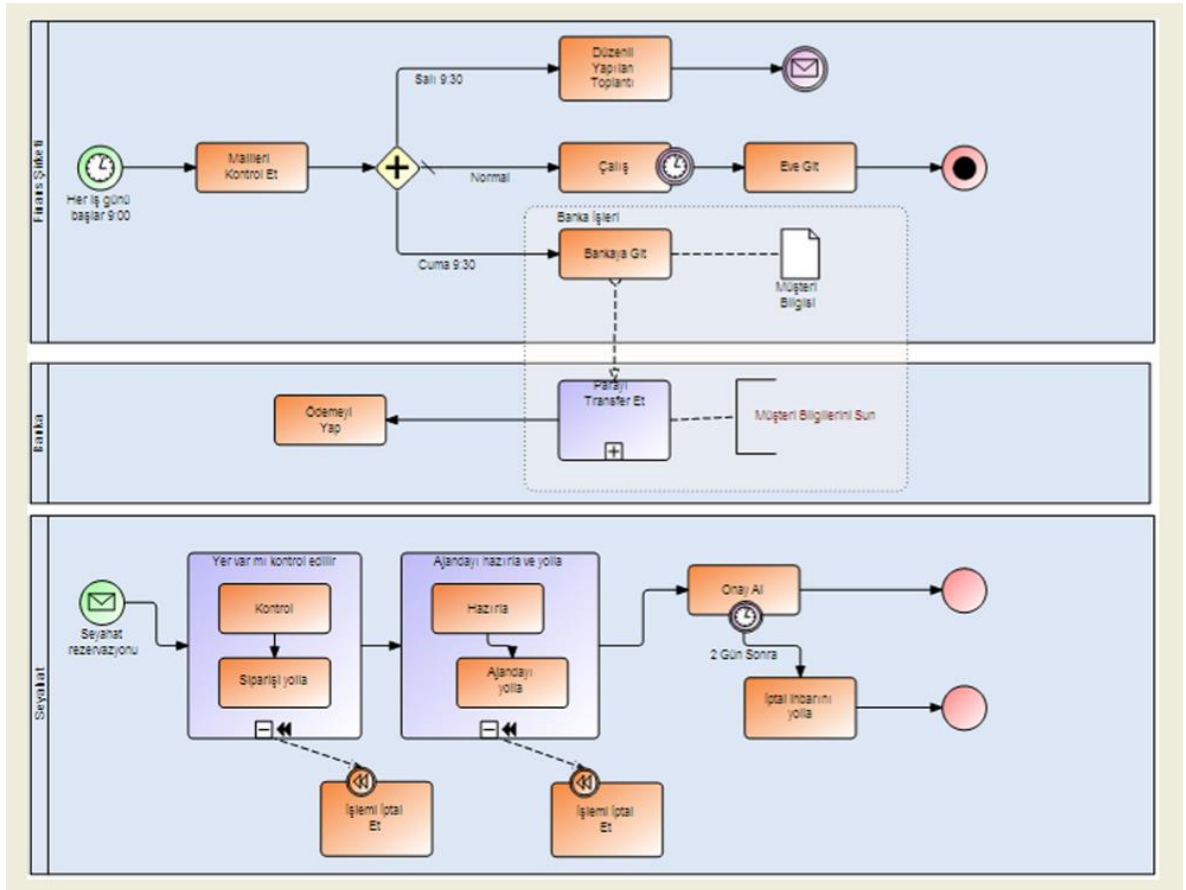 Finans Şirketi
Düzenli
Yapılan
Toplantı
Salı 9:30
Mailleri
Kontrol Et
Her iş günü
başlar 9:00
Normal
Çalış
Eve Git
Banka İşleri
Cuma 9:30
Bankaya Git
Müşteri
Bilgisi
Banka
Ödemeyi
Yap
Parayı
Transfer Et
Müşteri Bilgilerini Sun
Seyahat
Seyahat
rezervazyonu
Yer var mı kontrol edilir
Kontrol
Siparişi yolla
Ajandayı hazırla ve yolla
Hazırla
Ajandayı
yolla
Onay Al
2 Gün Sonra
İptal inbarını
yolla
İşlemi İptal
Et
İşlemi İptal
Et